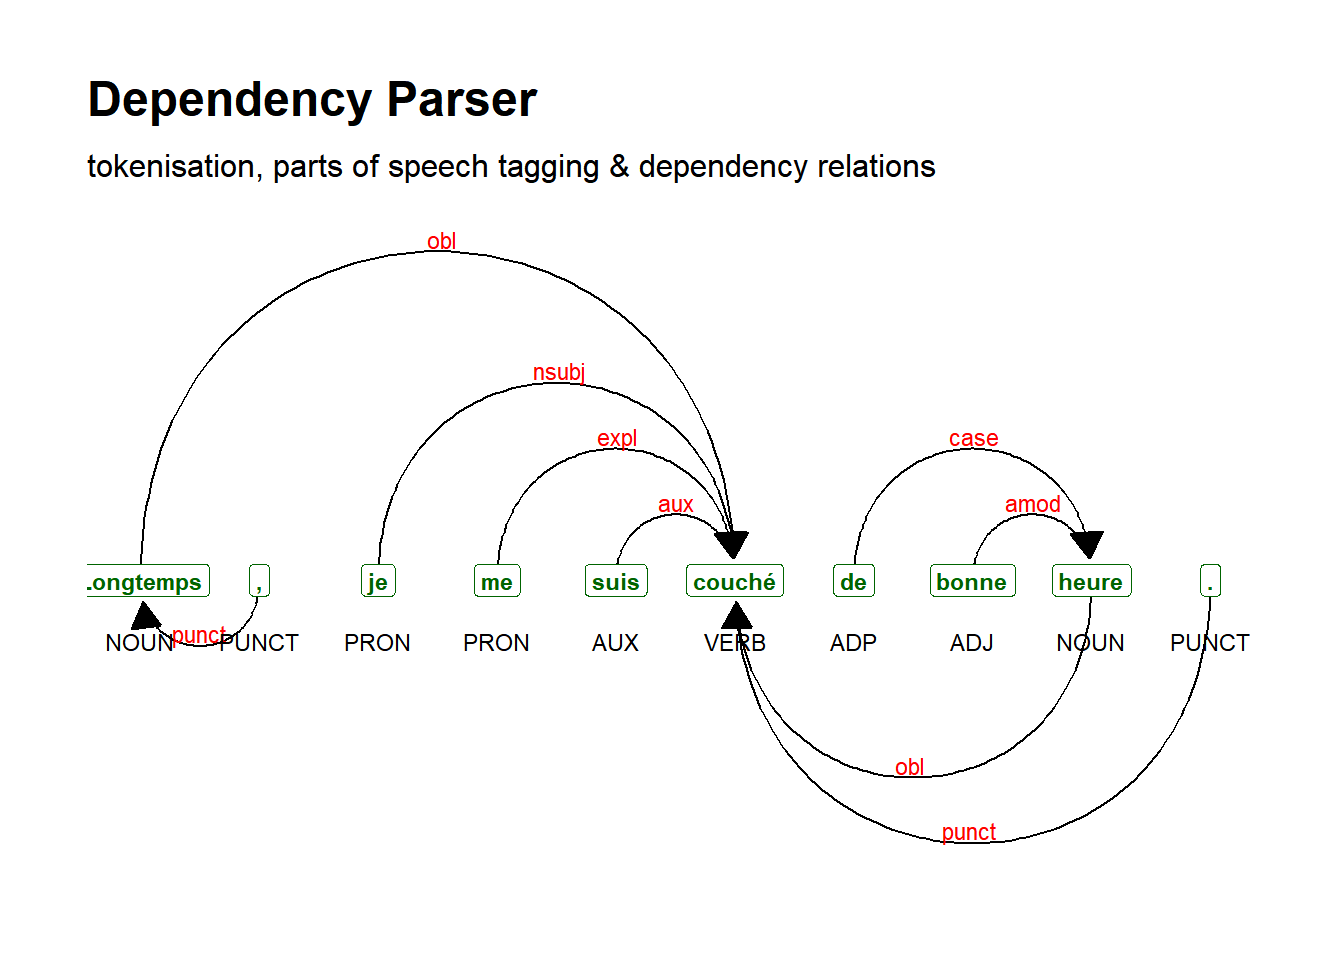 Dependency Parser
tokenisation, parts of speech tagging & dependency relations
obl
nsubj
expl
case
aux
amod
Longtemps , je me suis couché de bonne heure .
punct
NOUN PUNCT PRON PRON AUX VERB ADP ADJ NOUN PUNCT
obl
punct